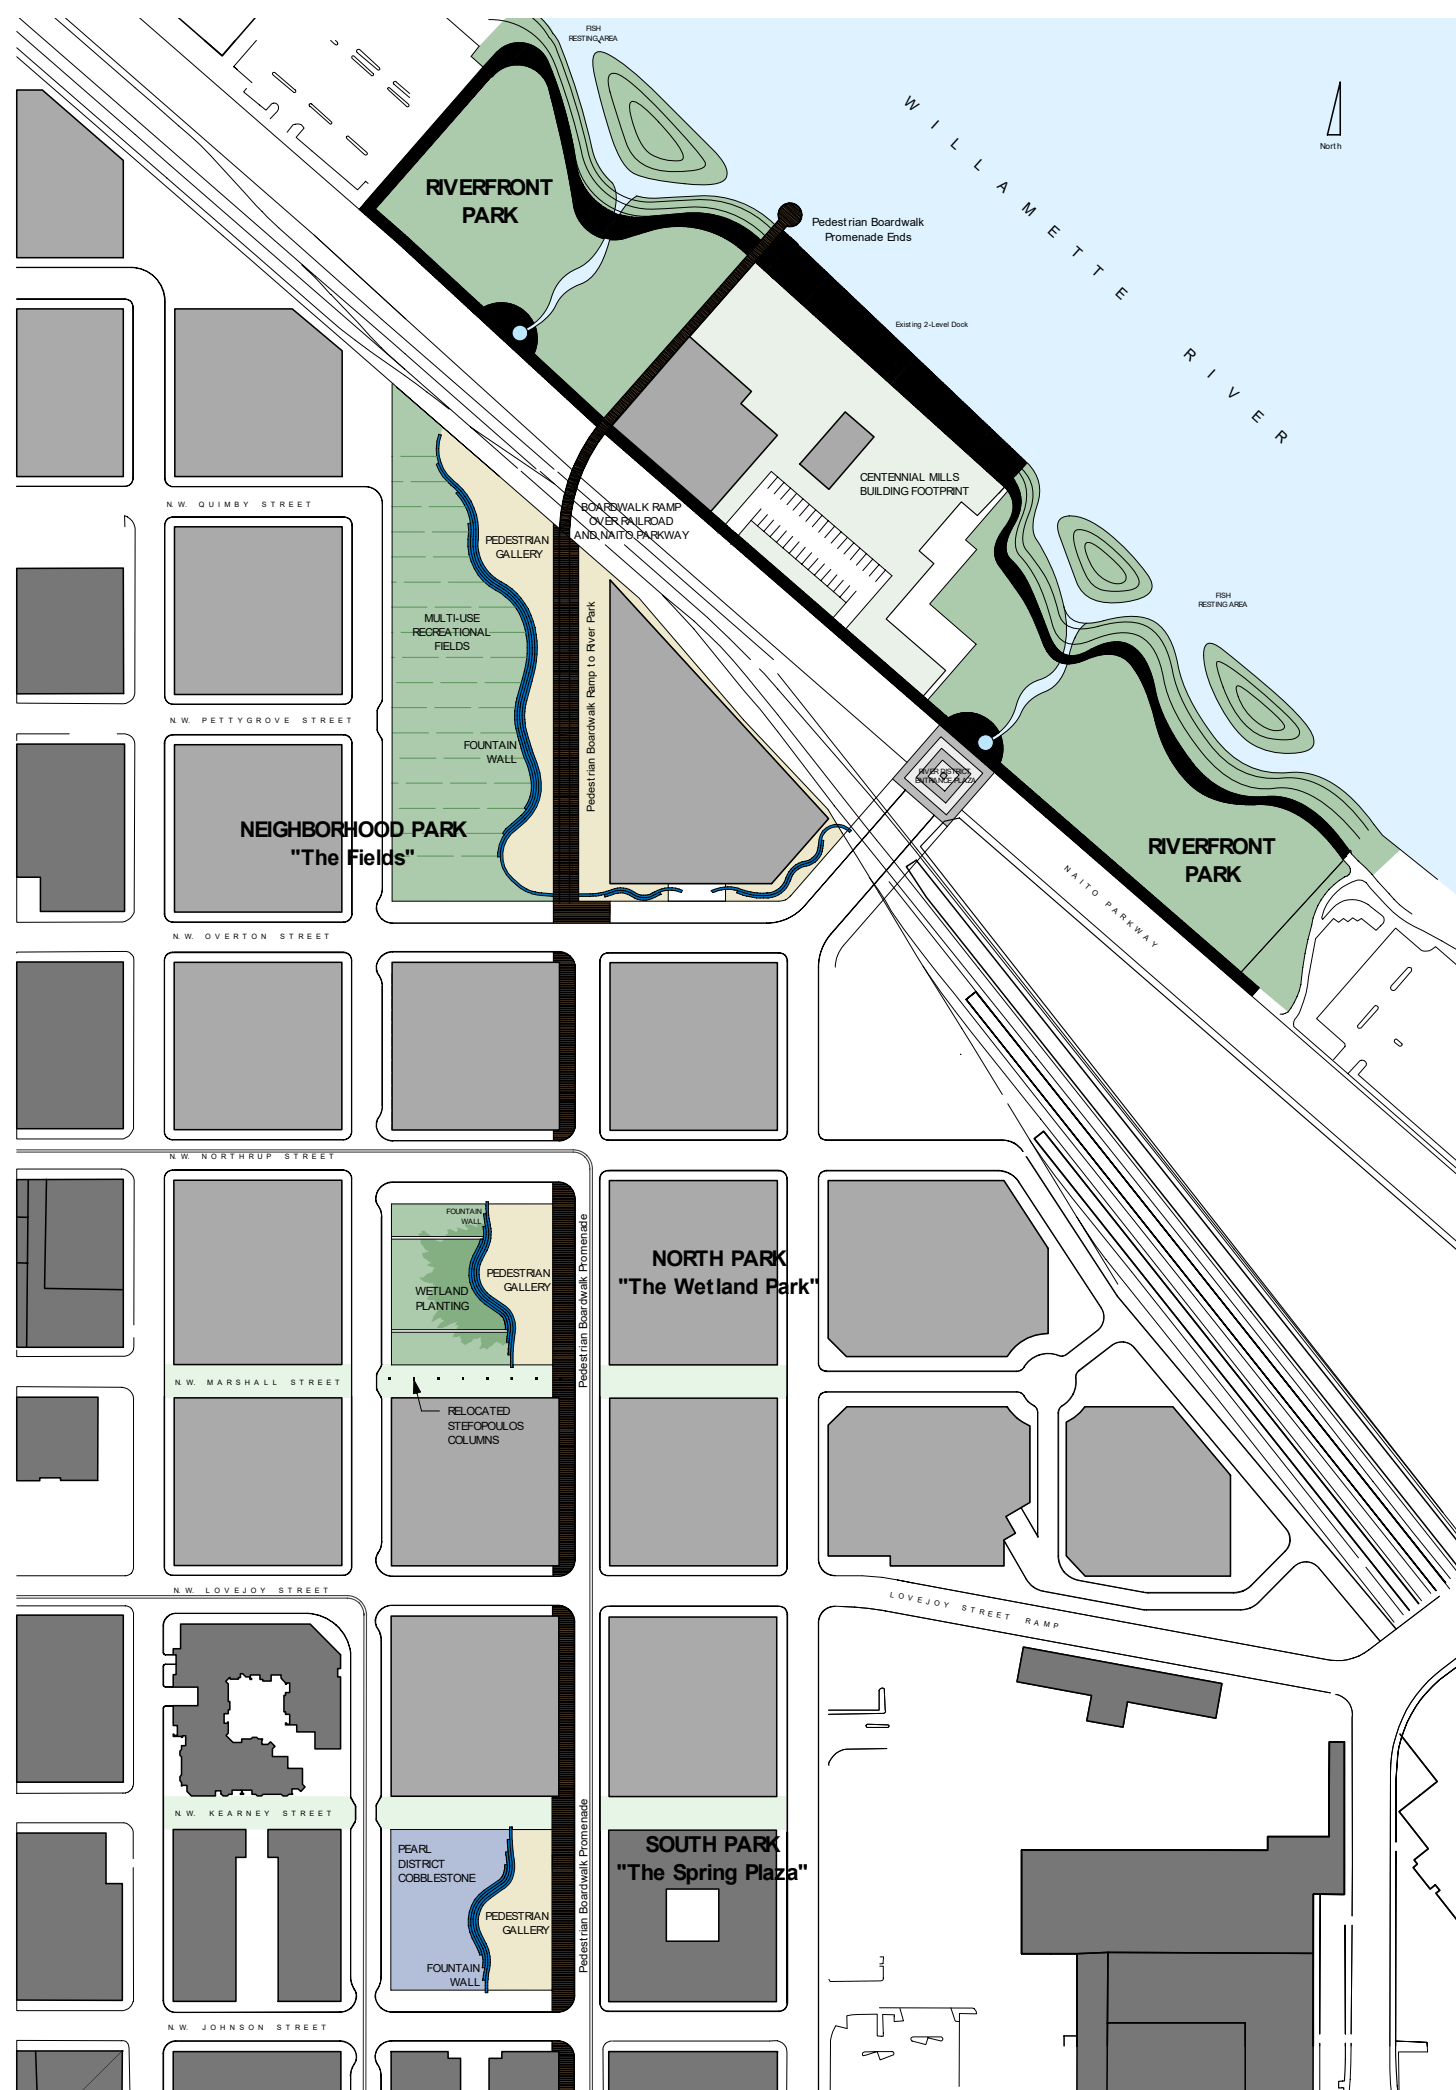 FISH
RESTING AREA
WILLAMETTE RIVER
North
RIVERFRONT
PARK
Pedestrian Boardwalk
Promenade Ends
Existing 2-Level Dock
CENTENNIAL MILLS
BUILDING FOOTPRINT
N.W. QUIMBY STREET
BOARDWALK RAMP
OVER RAILROAD
AND NAITO PARKWAY
PEDESTRIAN
GALLERY
FISH
RESTING AREA
MULTI-USE
RECREATIONAL
FIELDS
Pedestrian Boardwalk Ramp to River Park
N.W. PETTYGROVE STREET
FOUNTAIN
WALL
RIVER DISTRICT
ENTRANCE PLAZA
NEIGHBORHOOD PARK
"The Fields"
RIVERFRONT
PARK
NAITO PARKWAY
N.W. OVERTON STREET
N.W. NORTHRUP STREET
FOUNTAIN
WALL
PEDESTRIAN
GALLERY
WETLAND
PLANTING
Pedestrian Boardwalk Promenade
NORTH PARK
"The Wetland Park"
N.W. MARSHALL STREET
RELOCATED
STEFOPOULOS
COLUMNS
N.W. LOVEJOY STREET
LOVEJOY STREET RAMP
N.W. KEARNEY STREET
PEARL
DISTRICT
COBBLESTONE
PEDESTRIAN
GALLERY
FOUNTAIN
WALL
Pedestrian Boardwalk Promenade
SOUTH PARK
"The Spring Plaza"
N.W. JOHNSON STREET